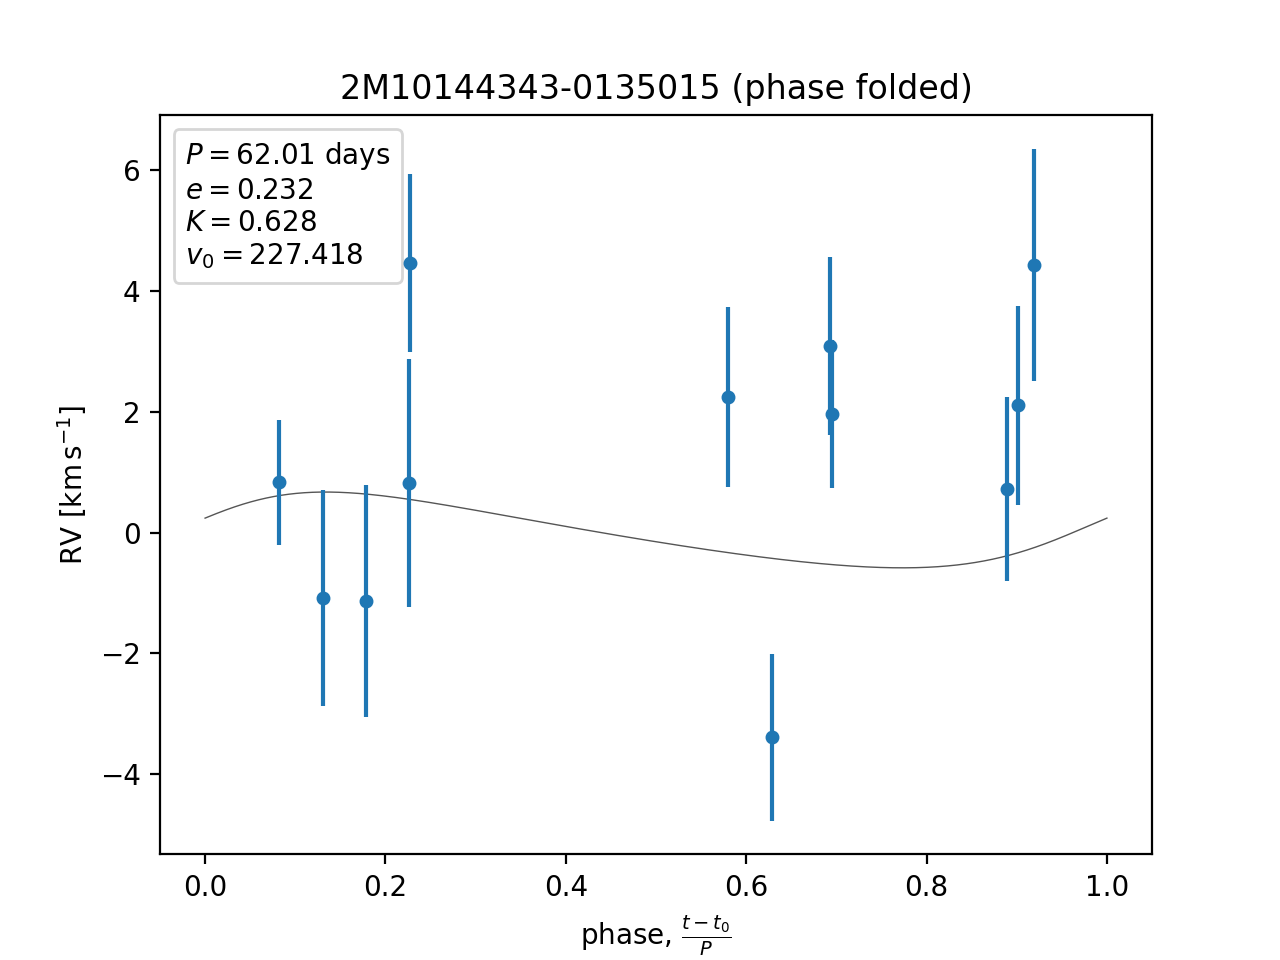 2M10144343-0135015 (phase folded)
P = 62.01 days
e = 0.232
K = 0.628
v₀ = 227.418
6
4
2
0
−2
−4
RV [km s⁻¹]
0.0 0.2 0.4 0.6 0.8 1.0
phase, (t − t₀)/P